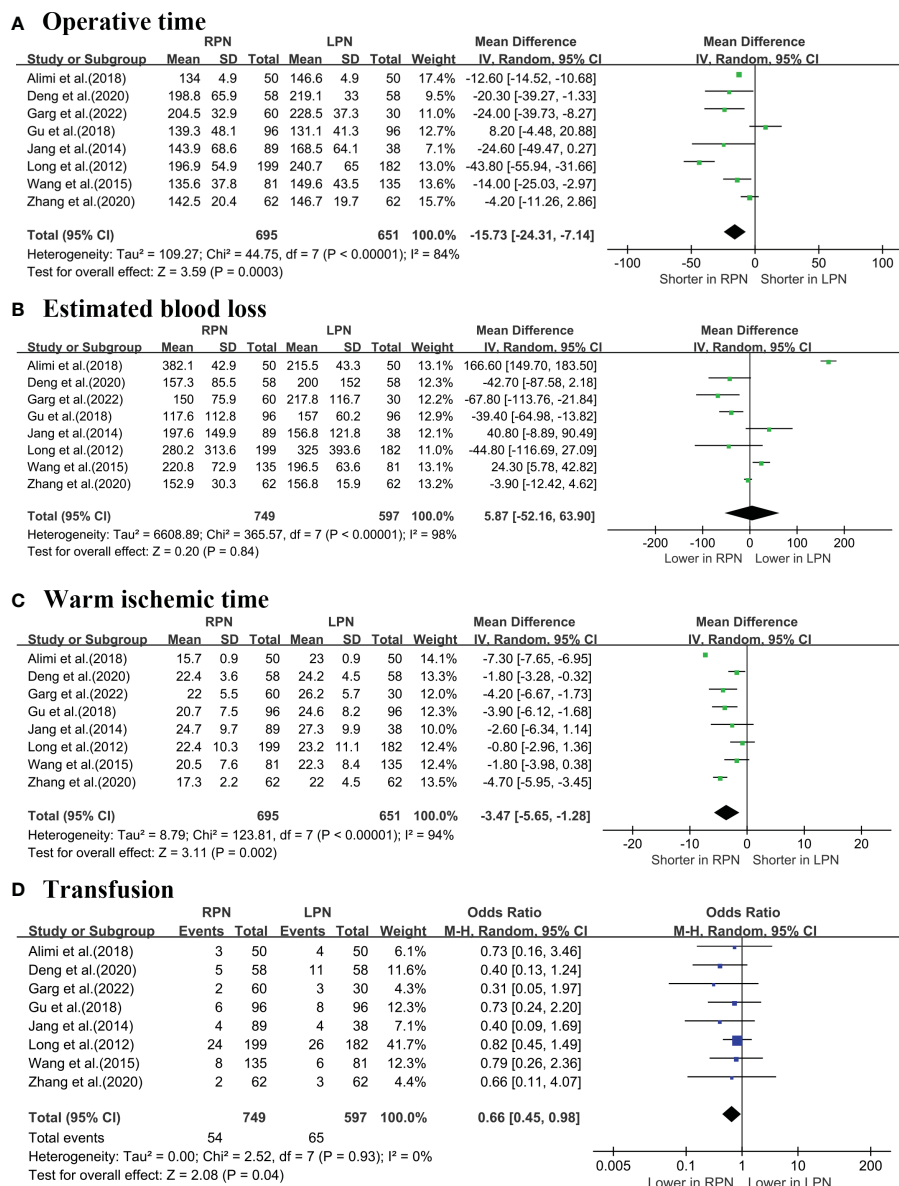 A Operative time
RPN LPN Mean Difference Mean Difference
Study or Subgroup Mean SD Total Mean SD Total Weight IV, Random, 95% CI IV, Random, 95% CI
Alimi et al.(2018) 134 4.9 50 146.6 4.9 50 17.4% -12.60 [-14.52, -10.68]
Deng et al.(2020) 198.8 65.9 58 219.1 33 58 9.5% -20.30 [-39.27, -1.33]
Garg et al.(2022) 204.5 32.9 60 228.5 37.3 30 11.0% -24.00 [-39.73, -8.27]
Gu et al.(2018) 139.3 48.1 96 131.1 41.3 96 12.7% 8.20 [-4.48, 20.88]
Jang et al.(2014) 143.9 68.6 89 168.5 64.1 38 7.1% -24.60 [-49.47, 0.27]
Long et al.(2012) 196.9 54.9 199 240.7 65 182 13.0% -43.80 [-55.94, -31.66]
Wang et al.(2015) 135.6 37.8 81 149.6 43.5 135 13.6% -14.00 [-25.03, -2.97]
Zhang et al.(2020) 142.5 20.4 62 146.7 19.7 62 15.7% -4.20 [-11.26, 2.86]
Total (95% CI) 695 651 100.0% -15.73 [-24.31, -7.14]
Heterogeneity: Tau² = 109.27; Chi² = 44.75, df = 7 (P < 0.00001); I² = 84%
Test for overall effect: Z = 3.59 (P = 0.0003)
-100 -50 0 50 100
Shorter in RPN Shorter in LPN
B Estimated blood loss
RPN LPN Mean Difference Mean Difference
Study or Subgroup Mean SD Total Mean SD Total Weight IV, Random, 95% CI IV, Random, 95% CI
Alimi et al.(2018) 382.1 42.9 50 215.5 43.3 50 13.1% 166.60 [149.70, 183.50]
Deng et al.(2020) 157.3 85.5 58 200 152 58 12.3% -42.70 [-87.58, 2.18]
Garg et al.(2022) 150 75.9 60 217.8 116.7 30 12.2% -67.80 [-113.76, -21.84]
Gu et al.(2018) 117.6 112.8 96 157 60.2 96 12.9% -39.40 [-64.98, -13.82]
Jang et al.(2014) 197.6 149.9 89 156.8 121.8 38 12.1% 40.80 [-8.89, 90.49]
Long et al.(2012) 280.2 313.6 199 325 393.6 182 11.0% -44.80 [-116.69, 27.09]
Wang et al.(2015) 220.8 72.9 135 196.5 63.6 81 13.1% 24.30 [5.78, 42.82]
Zhang et al.(2020) 152.9 30.3 62 156.8 15.9 62 13.2% -3.90 [-12.42, 4.62]
Total (95% CI) 749 597 100.0% 5.87 [-52.16, 63.90]
Heterogeneity: Tau² = 6608.89; Chi² = 365.57, df = 7 (P < 0.00001); I² = 98%
Test for overall effect: Z = 0.20 (P = 0.84)
-200 -100 0 100 200
Lower in RPN Lower in LPN
C Warm ischemic time
RPN LPN Mean Difference Mean Difference
Study or Subgroup Mean SD Total Mean SD Total Weight IV, Random, 95% CI IV, Random, 95% CI
Alimi et al.(2018) 15.7 0.9 50 23 0.9 50 14.1% -7.30 [-7.65, -6.95]
Deng et al.(2020) 22.4 3.6 58 24.2 4.5 58 13.3% -1.80 [-3.28, -0.32]
Garg et al.(2022) 22 5.5 60 26.2 5.7 30 12.0% -4.20 [-6.67, -1.73]
Gu et al.(2018) 20.7 7.5 96 24.6 8.2 96 12.3% -3.90 [-6.12, -1.68]
Jang et al.(2014) 24.7 9.7 89 27.3 9.9 38 10.0% -2.60 [-6.34, 1.14]
Long et al.(2012) 22.4 10.3 199 23.2 11.1 182 12.4% -0.80 [-2.96, 1.36]
Wang et al.(2015) 20.5 7.6 81 22.3 8.4 135 12.3% -1.80 [-3.98, 0.38]
Zhang et al.(2020) 17.3 2.2 62 22 4.5 62 13.5% -4.70 [-5.95, -3.45]
Total (95% CI) 695 651 100.0% -3.47 [-5.65, -1.28]
Heterogeneity: Tau² = 8.79; Chi² = 123.81, df = 7 (P < 0.00001); I² = 94%
Test for overall effect: Z = 3.11 (P = 0.002)
-20 -10 0 10 20
Shorter in RPN Shorter in LPN
D Transfusion
RPN LPN Odds Ratio Odds Ratio
Study or Subgroup Events Total Events Total Weight M-H, Random, 95% CI M-H, Random, 95% CI
Alimi et al.(2018) 3 50 4 50 6.1% 0.73 [0.16, 3.46]
Deng et al.(2020) 5 58 11 58 11.6% 0.40 [0.13, 1.24]
Garg et al.(2022) 2 60 3 30 4.3% 0.31 [0.05, 1.97]
Gu et al.(2018) 6 96 8 96 12.3% 0.73 [0.24, 2.20]
Jang et al.(2014) 4 89 4 38 7.1% 0.40 [0.09, 1.69]
Long et al.(2012) 24 199 26 182 41.7% 0.82 [0.45, 1.49]
Wang et al.(2015) 8 135 6 81 12.3% 0.79 [0.26, 2.36]
Zhang et al.(2020) 2 62 3 62 4.4% 0.66 [0.11, 4.07]
Total (95% CI) 749 597 100.0% 0.66 [0.45, 0.98]
Total events 54 65
Heterogeneity: Tau² = 0.00; Chi² = 2.52, df = 7 (P = 0.93); I² = 0%
Test for overall effect: Z = 2.08 (P = 0.04)
0.005 0.1 1 10 200
Lower in RPN Lower in LPN